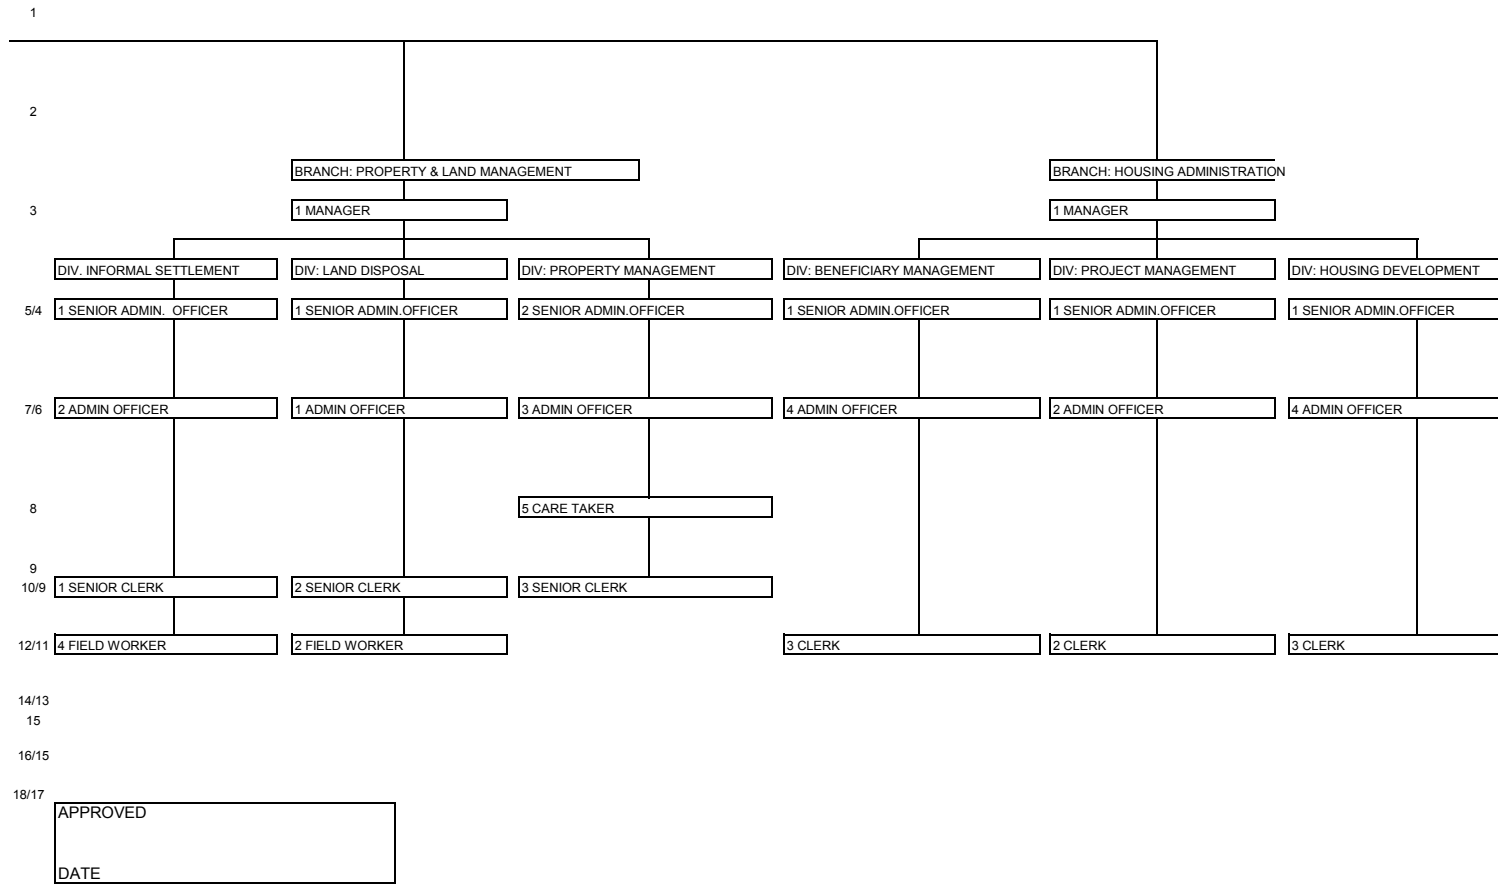 1
2
BRANCH: PROPERTY & LAND MANAGEMENT BRANCH: HOUSING ADMINISTRATION
3 1 MANAGER 1 MANAGER
DIV. INFORMAL SETTLEMENT DIV: LAND DISPOSAL DIV: PROPERTY MANAGEMENT DIV: BENEFICIARY MANAGEMENT DIV: PROJECT MANAGEMENT DIV: HOUSING DEVELOPMENT
5/4 1 SENIOR ADMIN. OFFICER 1 SENIOR ADMIN.OFFICER 2 SENIOR ADMIN.OFFICER 1 SENIOR ADMIN.OFFICER 1 SENIOR ADMIN.OFFICER 1 SENIOR ADMIN.OFFICER
7/6 2 ADMIN OFFICER 1 ADMIN OFFICER 3 ADMIN OFFICER 4 ADMIN OFFICER 2 ADMIN OFFICER 4 ADMIN OFFICER
8 5 CARE TAKER
9
10/9 1 SENIOR CLERK 2 SENIOR CLERK 3 SENIOR CLERK
12/11 4 FIELD WORKER 2 FIELD WORKER 3 CLERK 2 CLERK 3 CLERK
14/13
15
16/15
18/17
APPROVED
DATE